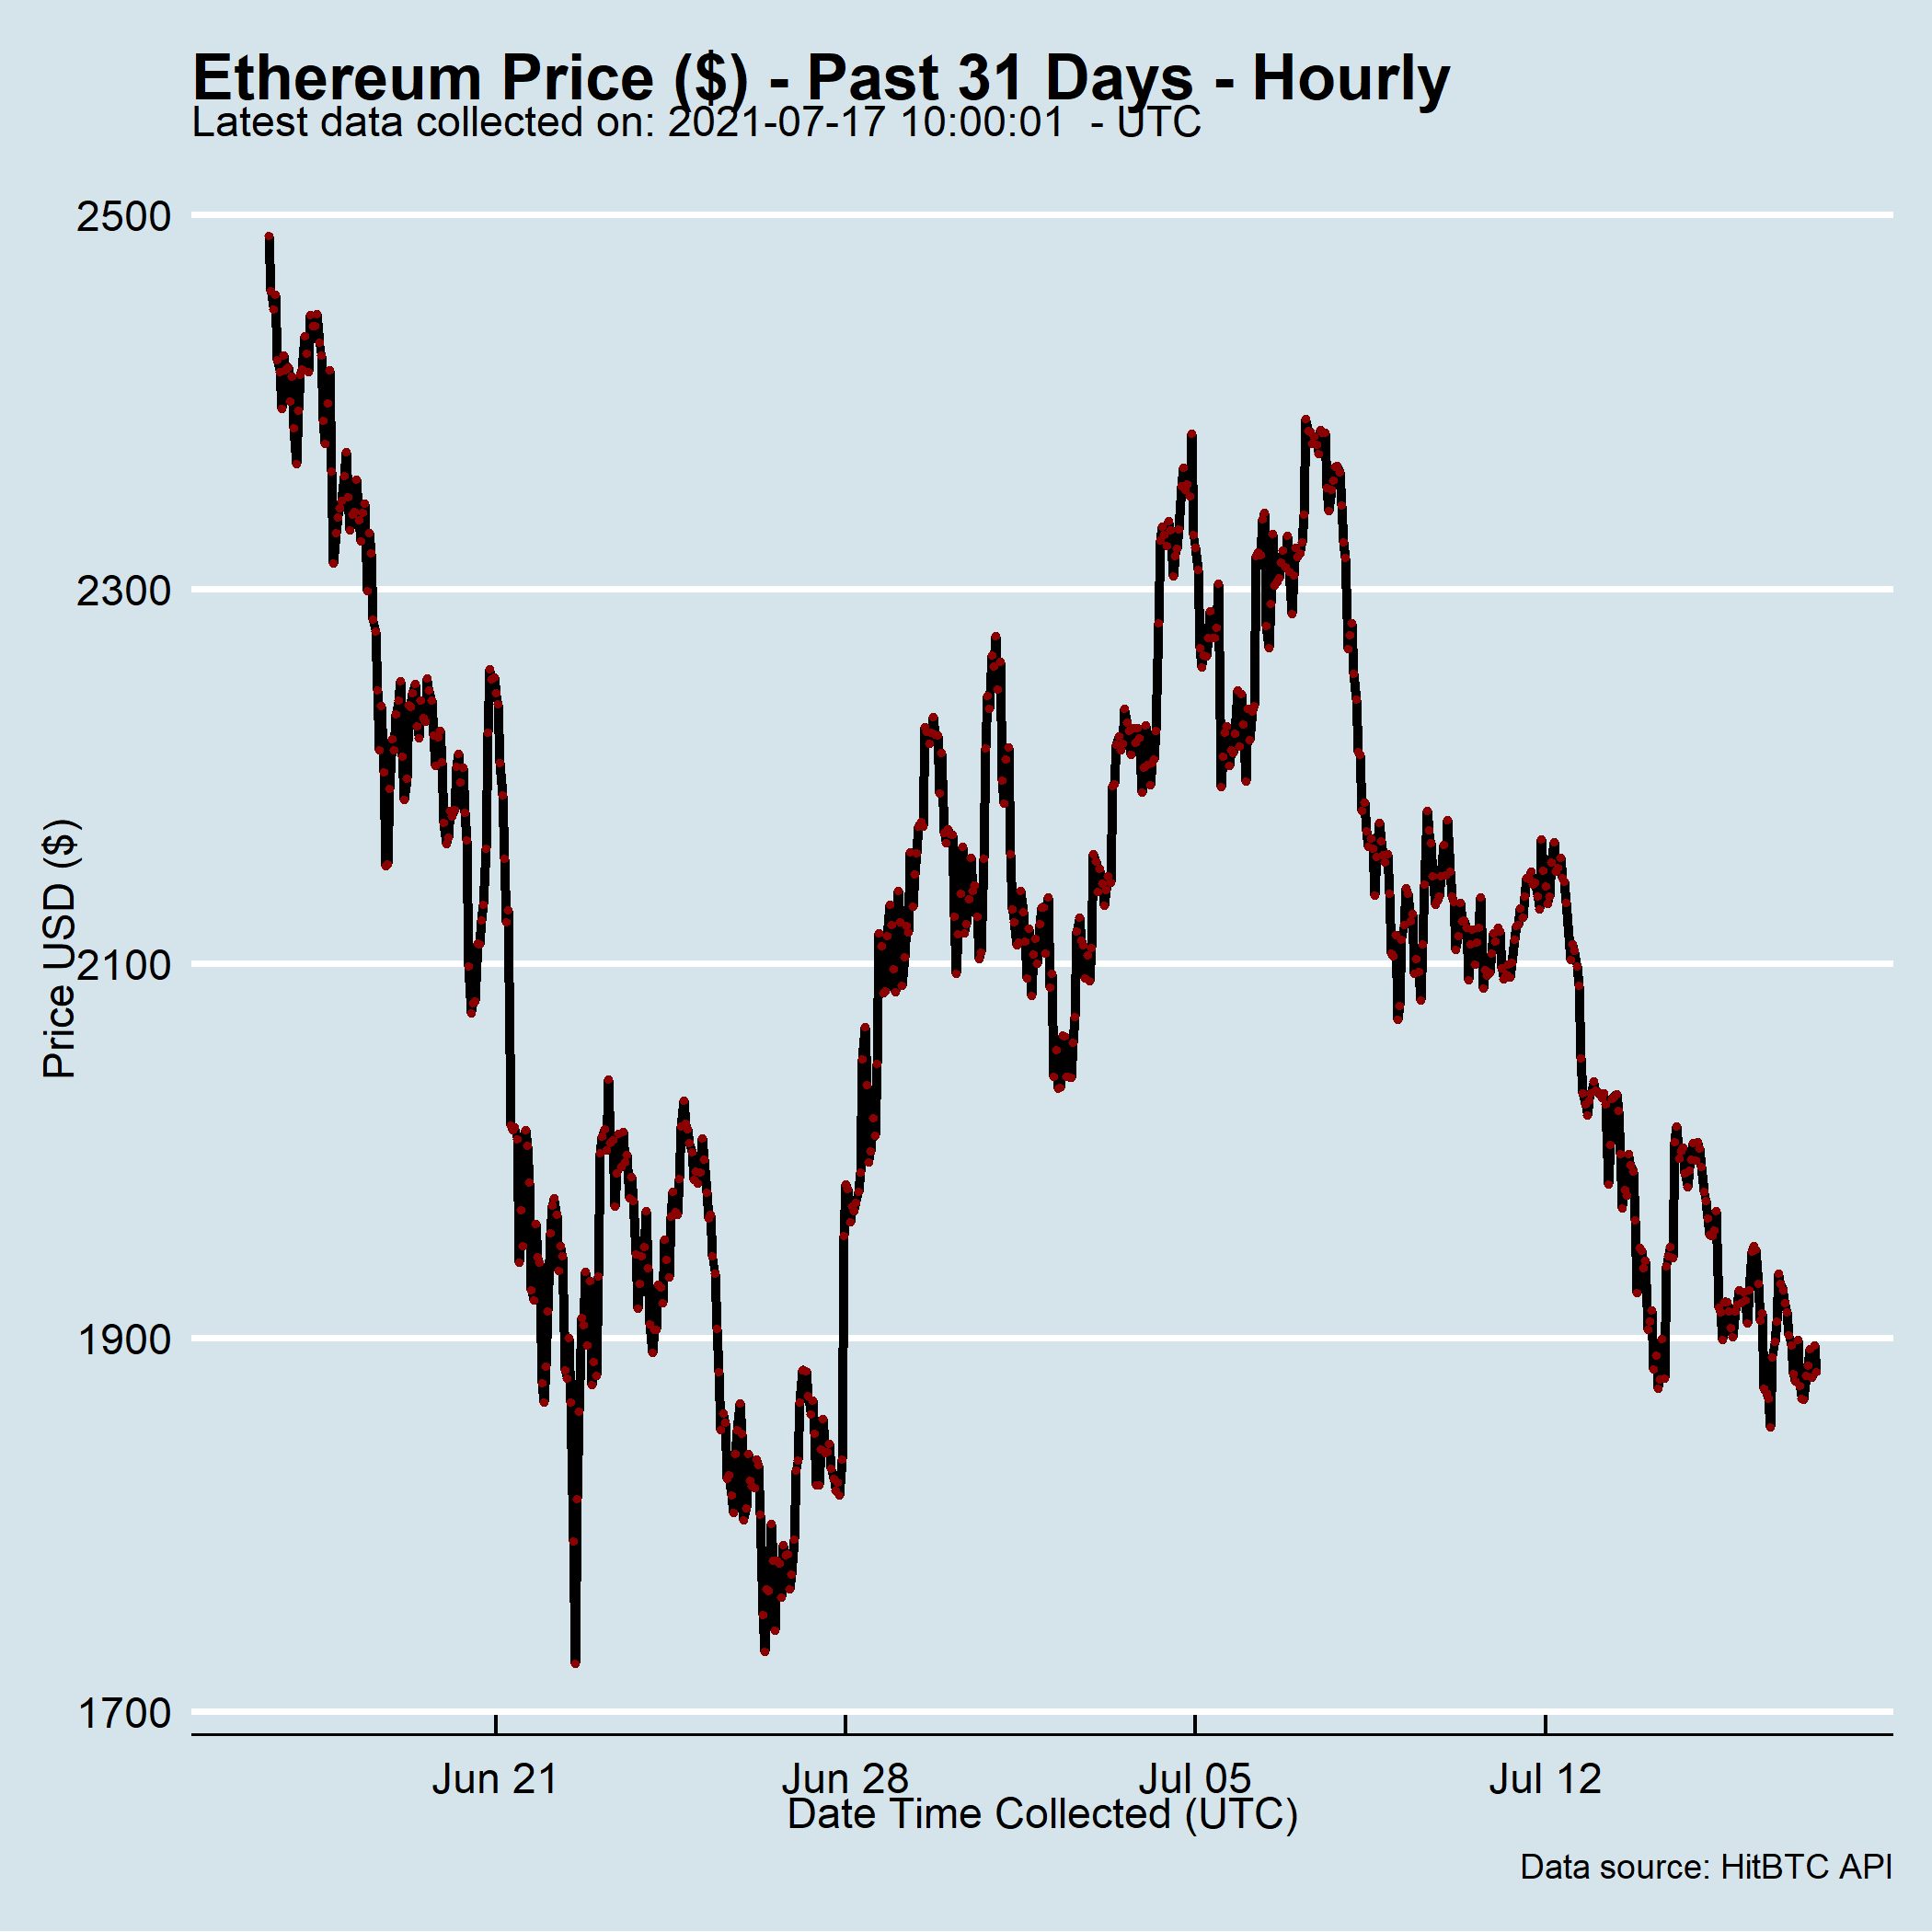 Ethereum Price ($) - Past 31 Days - Hourly
Latest data collected on: 2021-07-17 10:00:01  - UTC
2500
2300
2100
1900
1700
Price USD ($)
Jun 21
Jun 28
Jul 05
Jul 12
Date Time Collected (UTC)
Data source: HitBTC API